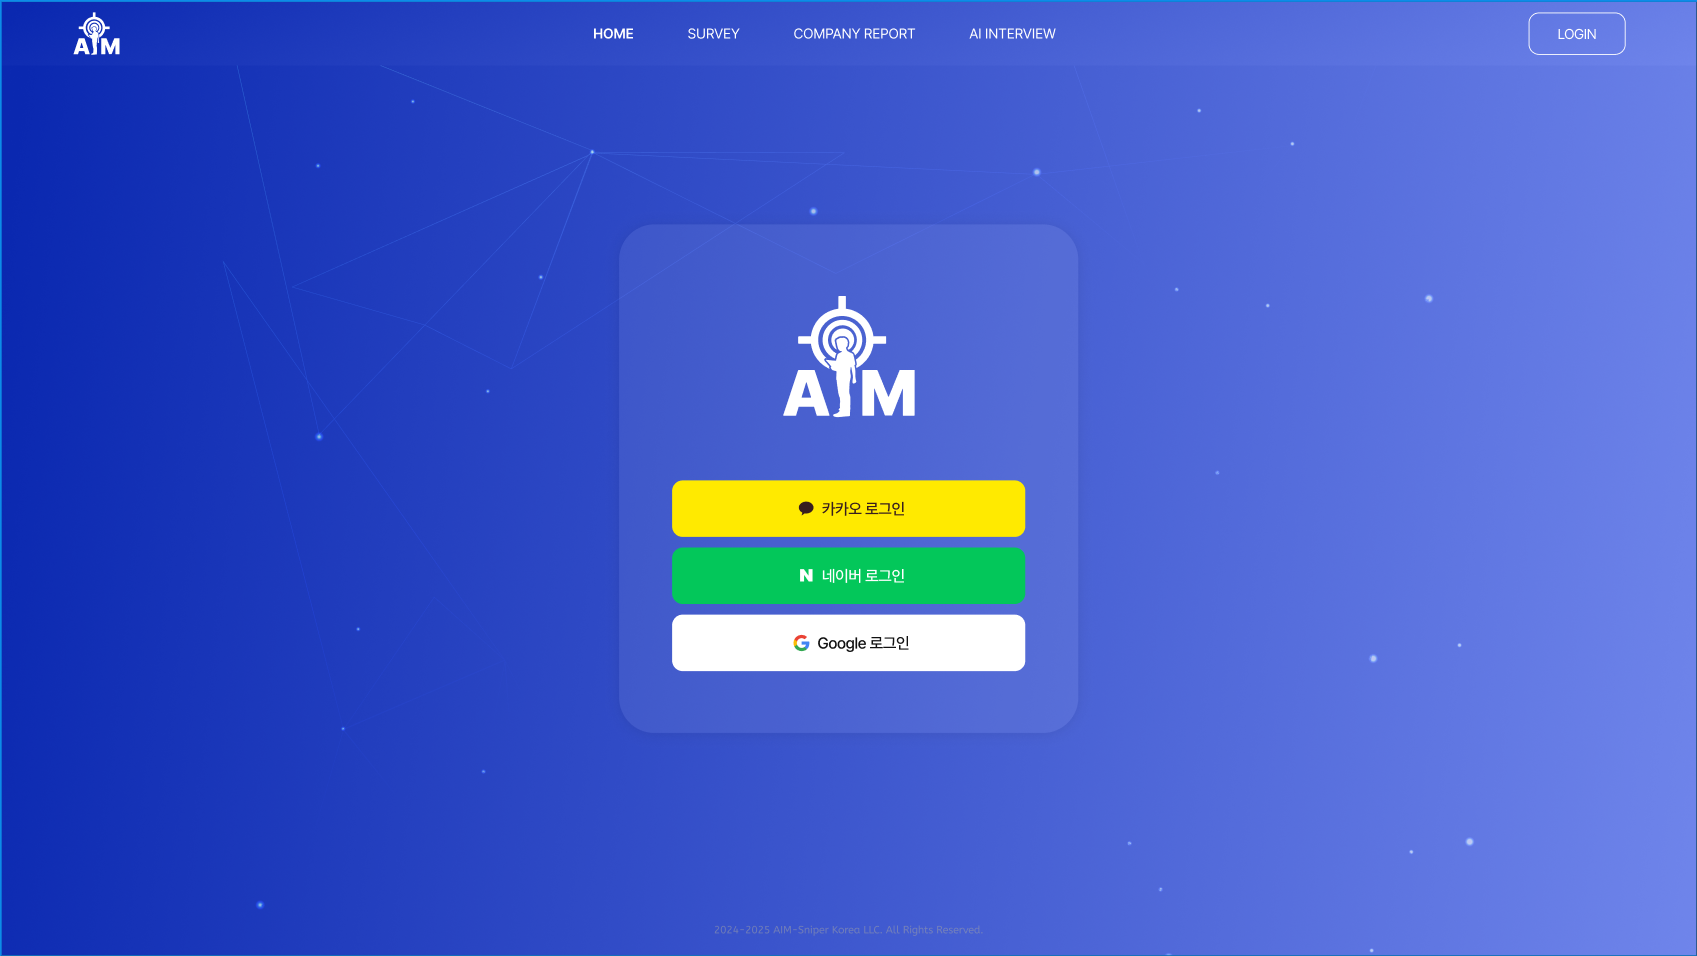 AIM
HOME
SURVEY
COMPANY REPORT
AI INTERVIEW
LOGIN
AIM
카카오 로그인
N 네이버 로그인
Google 로그인
2024-2025 AIM-Sniper Korea LLC. All Rights Reserved.